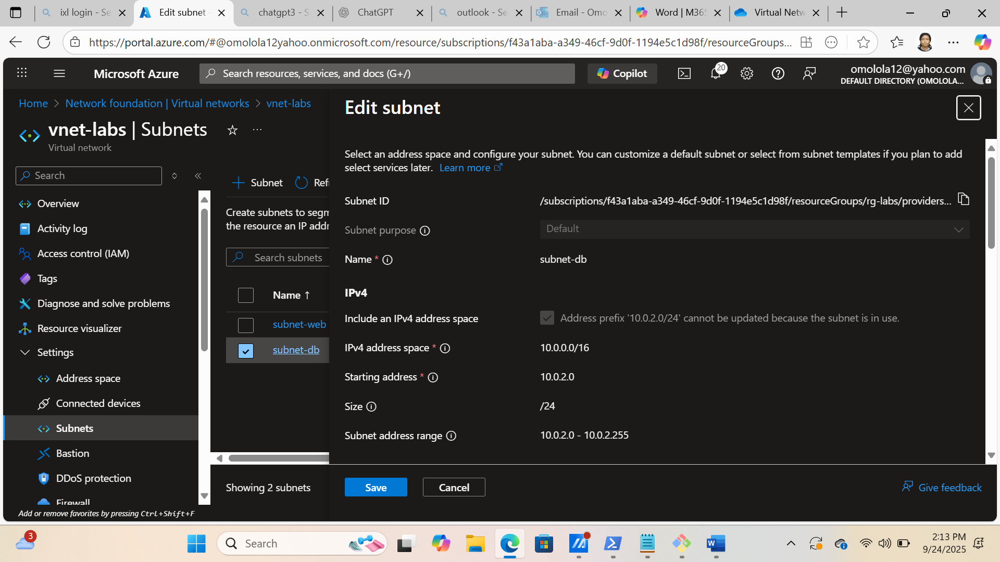 ixl login - Se
Edit subnet -
chatgpt3 - S
ChatGPT
outlook - Se
Email - Omo
Word | M365
Virtual Netw
https://portal.azure.com/#@omolola12yahoo.onmicrosoft.com/resource/subscriptions/f43a1aba-a349-46cf-9d0f-1194e5c1d98f/resourceGroups...
Microsoft Azure
Search resources, services, and docs (G+/)
Copilot
20
omolola12@yahoo.com
DEFAULT DIRECTORY (OMOLOLA...
Home > Network foundation | Virtual networks > vnet-labs
vnet-labs | Subnets
Virtual network
Search
Overview
Activity log
Access control (IAM)
Tags
Diagnose and solve problems
Resource visualizer
Settings
Address space
Connected devices
Subnets
Bastion
DDoS protection
Firewall
Add or remove favorites by pressing Ctrl+Shift+F
Subnet
Refr
Create subnets to segm
the resource an IP addr
Search subnets
Name ↑
subnet-web
subnet-db
Showing 2 subnets
Edit subnet
Select an address space and configure your subnet. You can customize a default subnet or select from subnet templates if you plan to add
select services later. Learn more
Subnet ID
/subscriptions/f43a1aba-a349-46cf-9d0f-1194e5c1d98f/resourceGroups/rg-labs/providers...
Subnet purpose
Default
Name *
subnet-db
IPv4
Include an IPv4 address space
Address prefix '10.0.2.0/24' cannot be updated because the subnet is in use.
IPv4 address space *
10.0.0.0/16
Starting address *
10.0.2.0
Size
/24
Subnet address range
10.0.2.0 - 10.0.2.255
Save
Cancel
Give feedback
3
Search
2:13 PM
9/24/2025